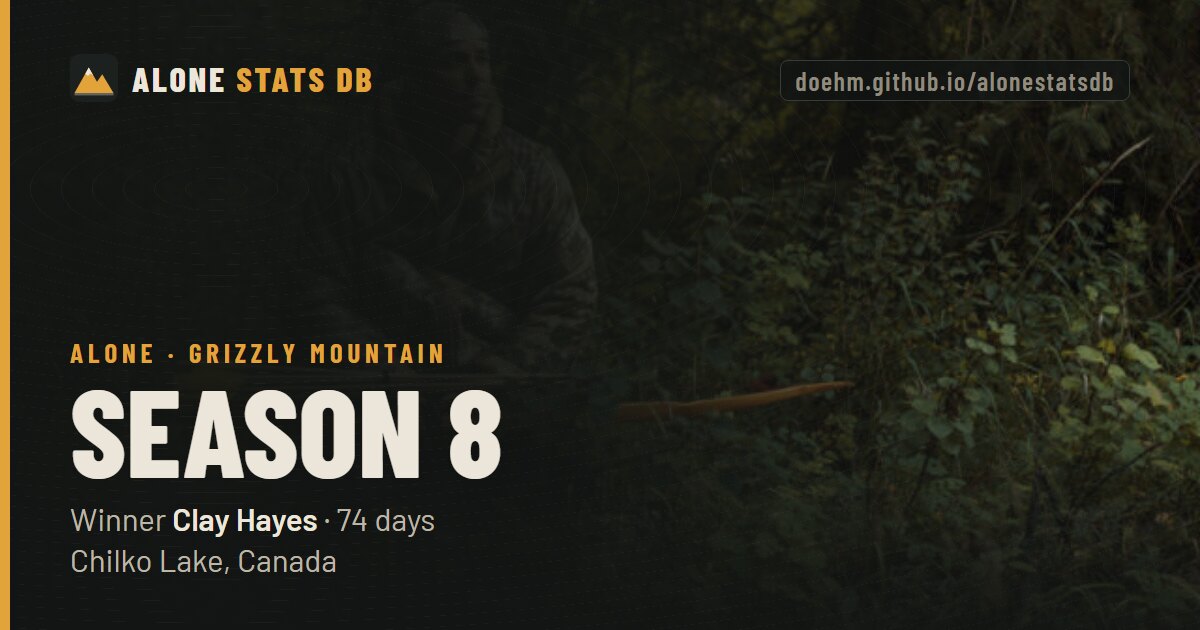 ALONE STATS DB
doehm.github.io/alonestatsdb
ALONE · GRIZZLY MOUNTAIN
SEASON 8
Winner Clay Hayes · 74 days
Chilko Lake, Canada